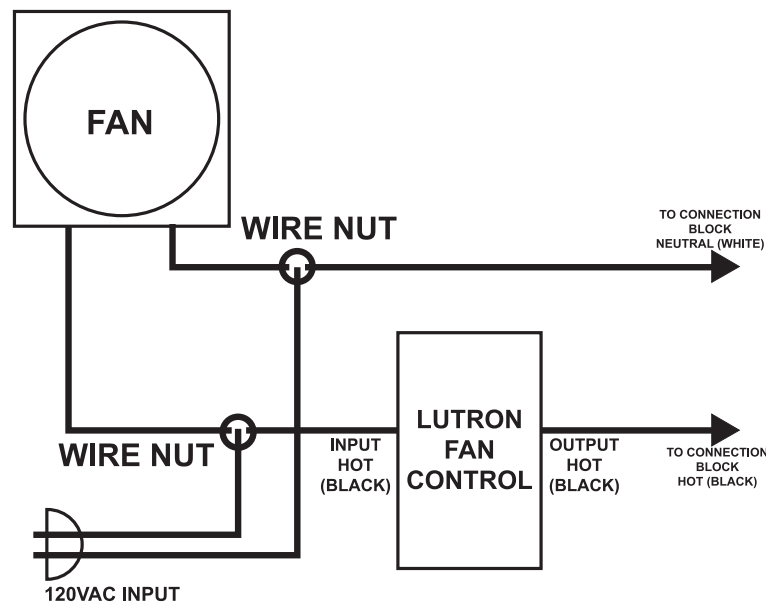 FAN
WIRE NUT
TO CONNECTION
BLOCK
NEUTRAL (WHITE)
WIRE NUT
INPUT
HOT
(BLACK)
LUTRON
FAN
CONTROL
OUTPUT
HOT
(BLACK)
TO CONNECTION
BLOCK
HOT (BLACK)
120VAC INPUT